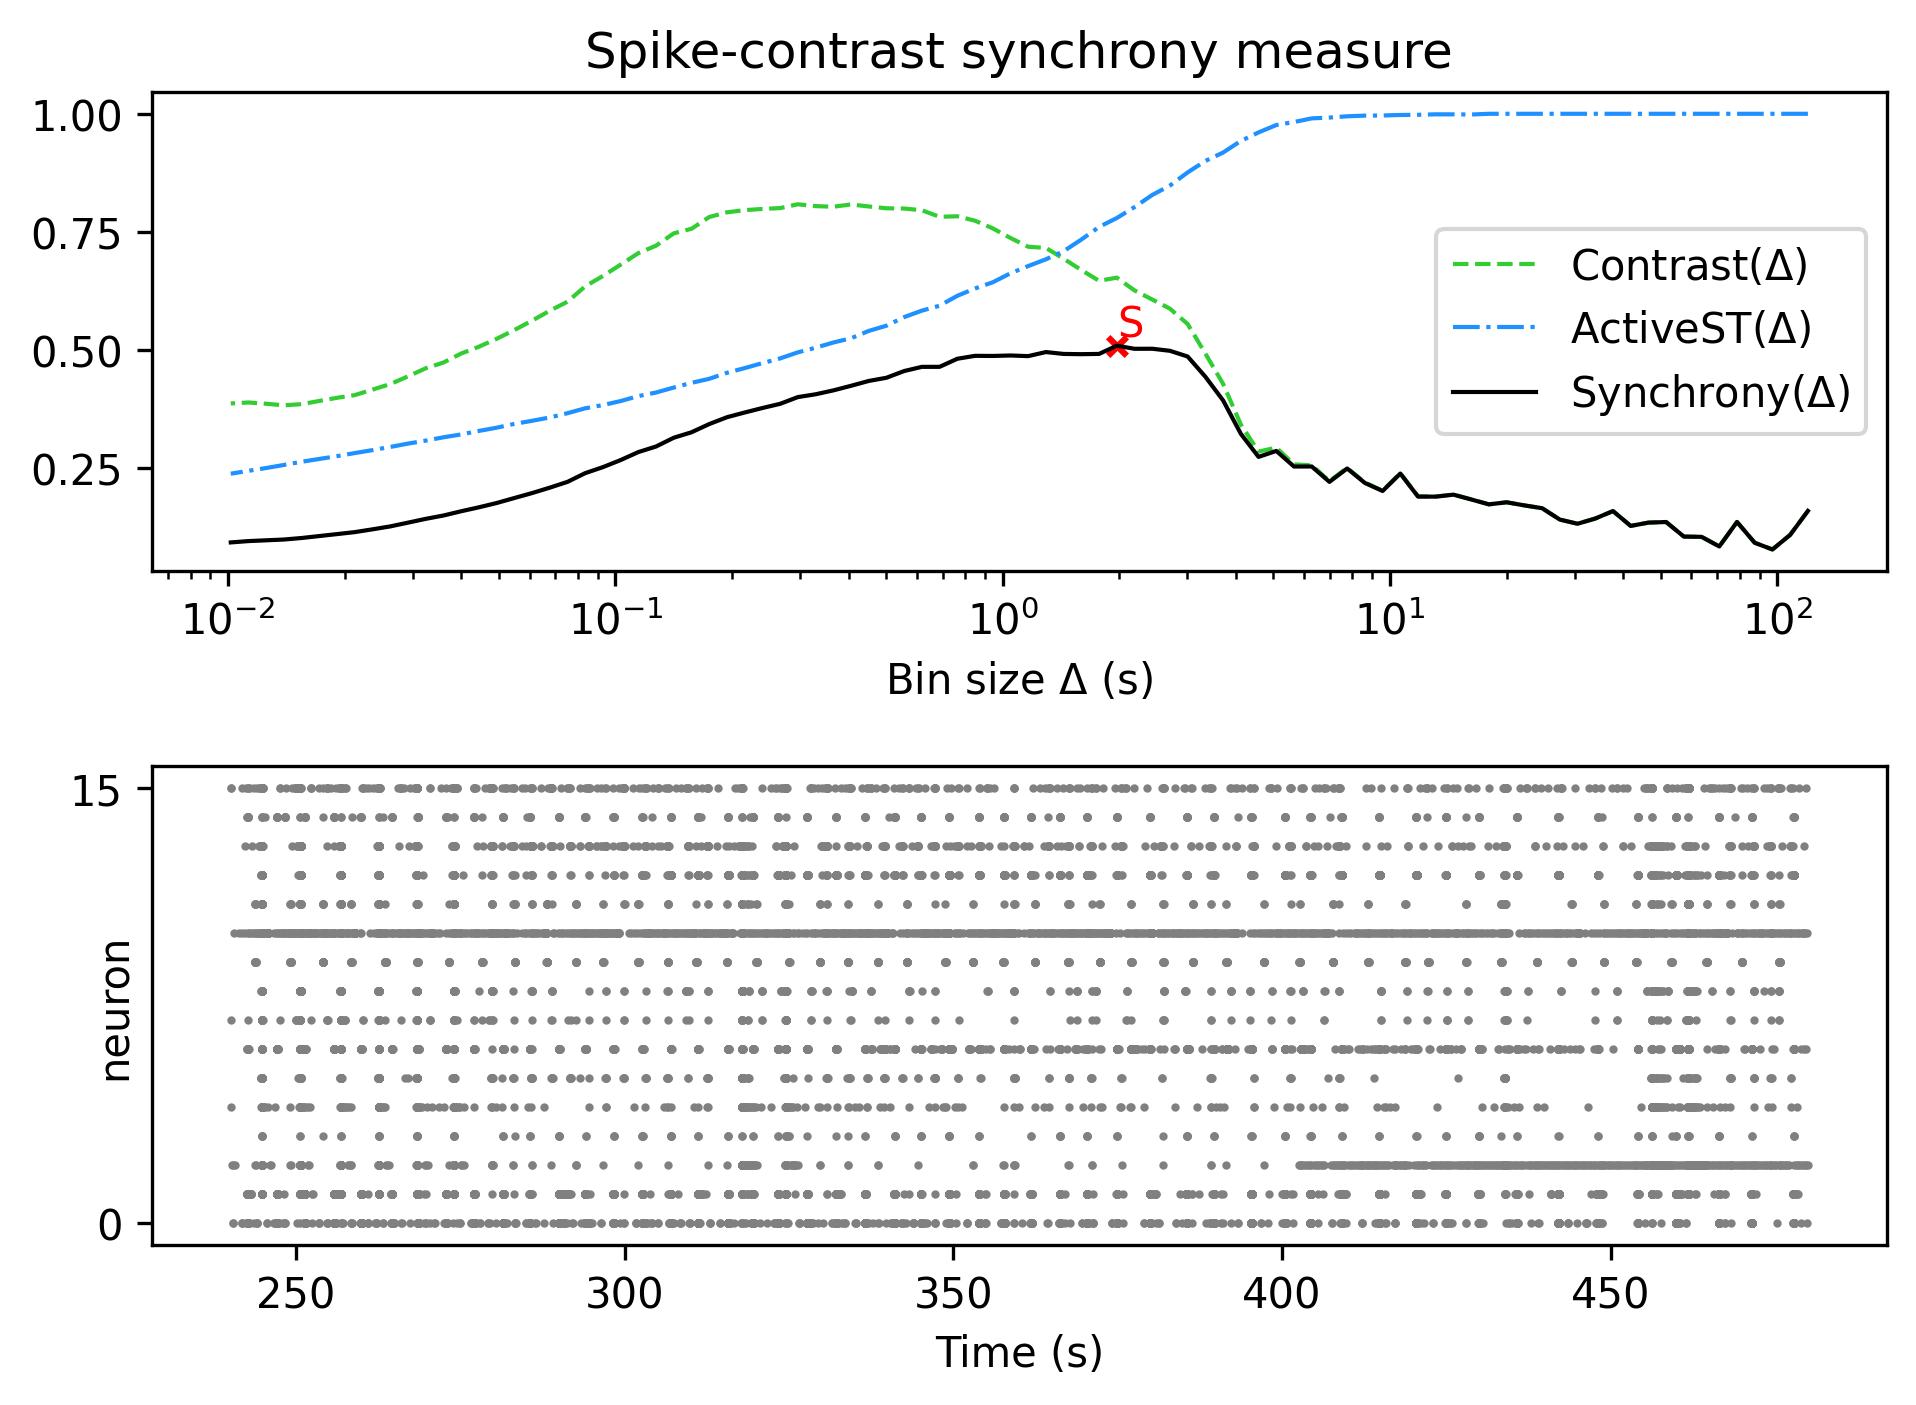 Spike-contrast synchrony measure
1.00
0.75
0.50
0.25
S
Contrast(Δ)
ActiveST(Δ)
Synchrony(Δ)
10⁻² 10⁻¹ 10⁰ 10¹ 10²
Bin size Δ (s)
15
neuron
0
250 300 350 400 450
Time (s)